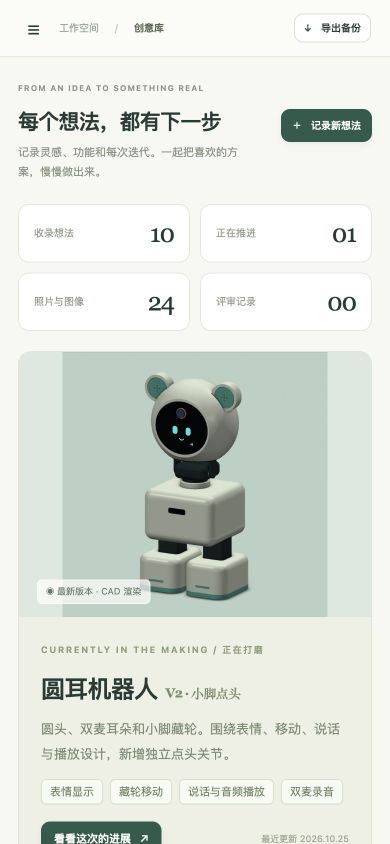 工作空间 / 创意库
↓ 导出备份
FROM AN IDEA TO SOMETHING REAL
每个想法，都有下一步
+ 记录新想法
记录灵感、功能和每次迭代。一起把喜欢的方
案，慢慢做出来。
收录想法 10
正在推进 01
照片与图像 24
评审记录 00
◉ 最新版本 · CAD 渲染
CURRENTLY IN THE MAKING / 正在打磨
圆耳机器人 V2 · 小脚点头
圆头、双麦耳朵和小脚藏轮。围绕表情、移动、说话
与播放设计，新增独立点头关节。
表情显示 藏轮移动 说话与音频播放 双麦录音
看看这次的进展 ↗
最近更新 2026.10.25